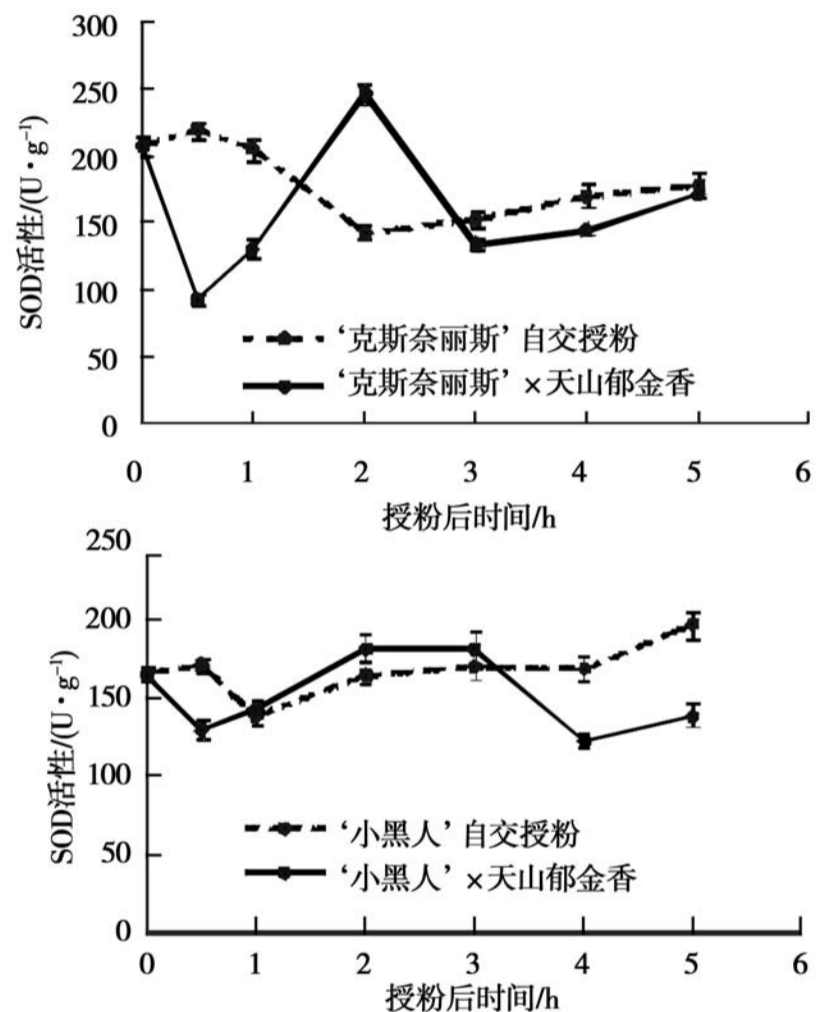 300
250
200
150
100
50
0
SOD活性/(U·g⁻¹)
'克斯奈丽斯' 自交授粉
'克斯奈丽斯' ×天山郁金香
0 1 2 3 4 5 6
授粉后时间/h
250
200
150
100
50
0
SOD活性/(U·g⁻¹)
'小黑人' 自交授粉
'小黑人' ×天山郁金香
0 1 2 3 4 5 6
授粉后时间/h